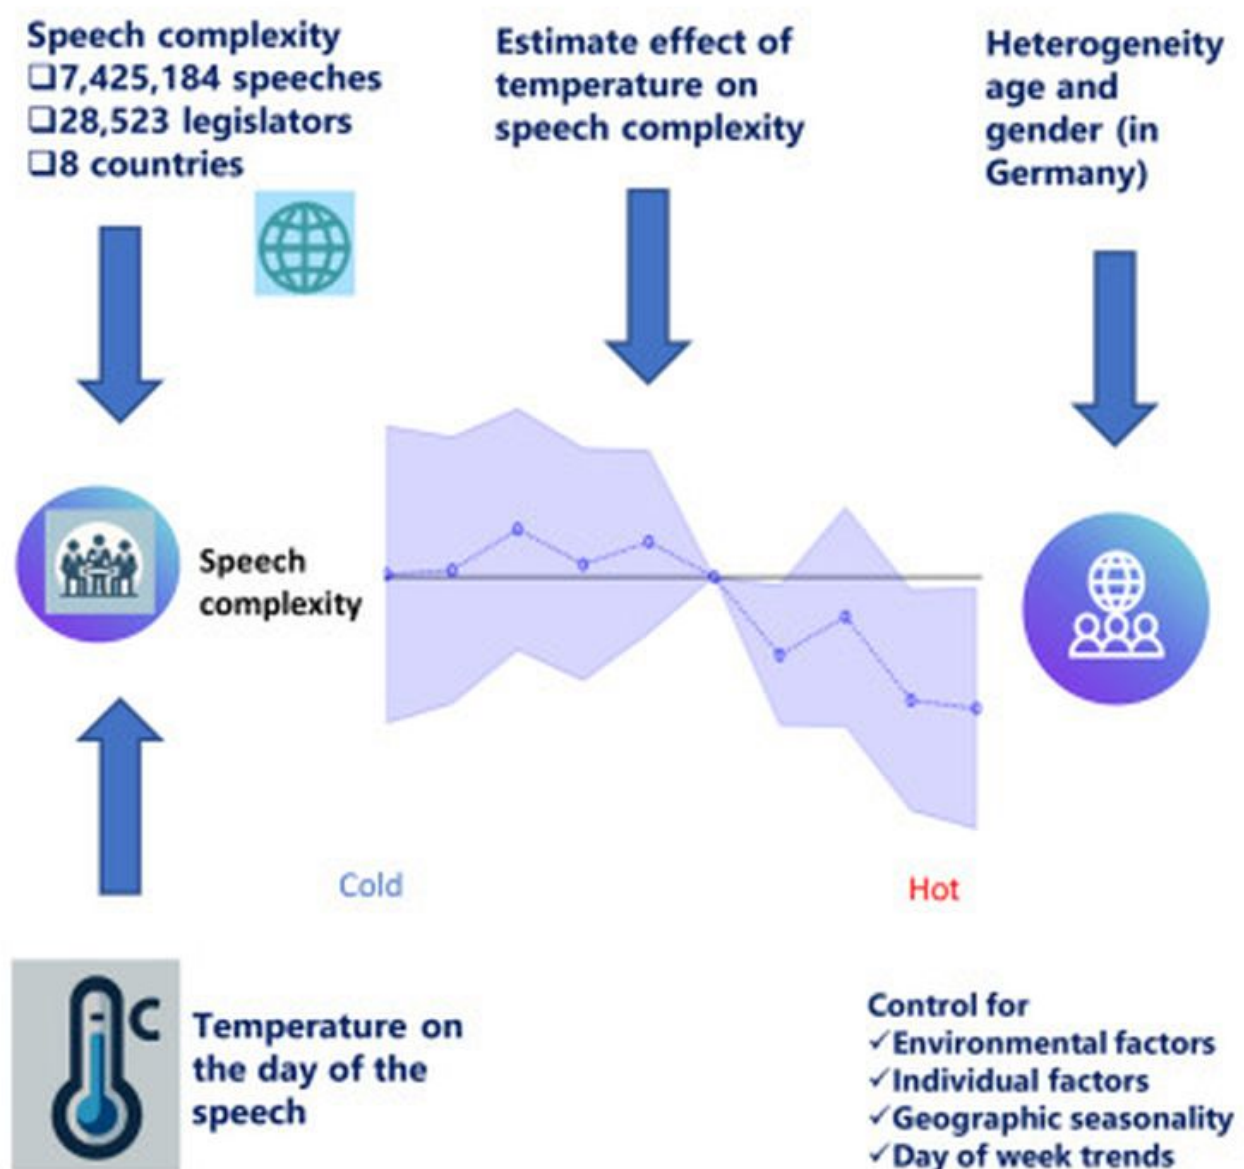 Speech complexity
❑7,425,184 speeches
❑28,523 legislators
❑8 countries
Estimate effect of
temperature on
speech complexity
Heterogeneity
age and
gender (in
Germany)
Speech
complexity
Cold
Hot
C
Temperature on
the day of the
speech
Control for
✓Environmental factors
✓Individual factors
✓Geographic seasonality
✓Day of week trends